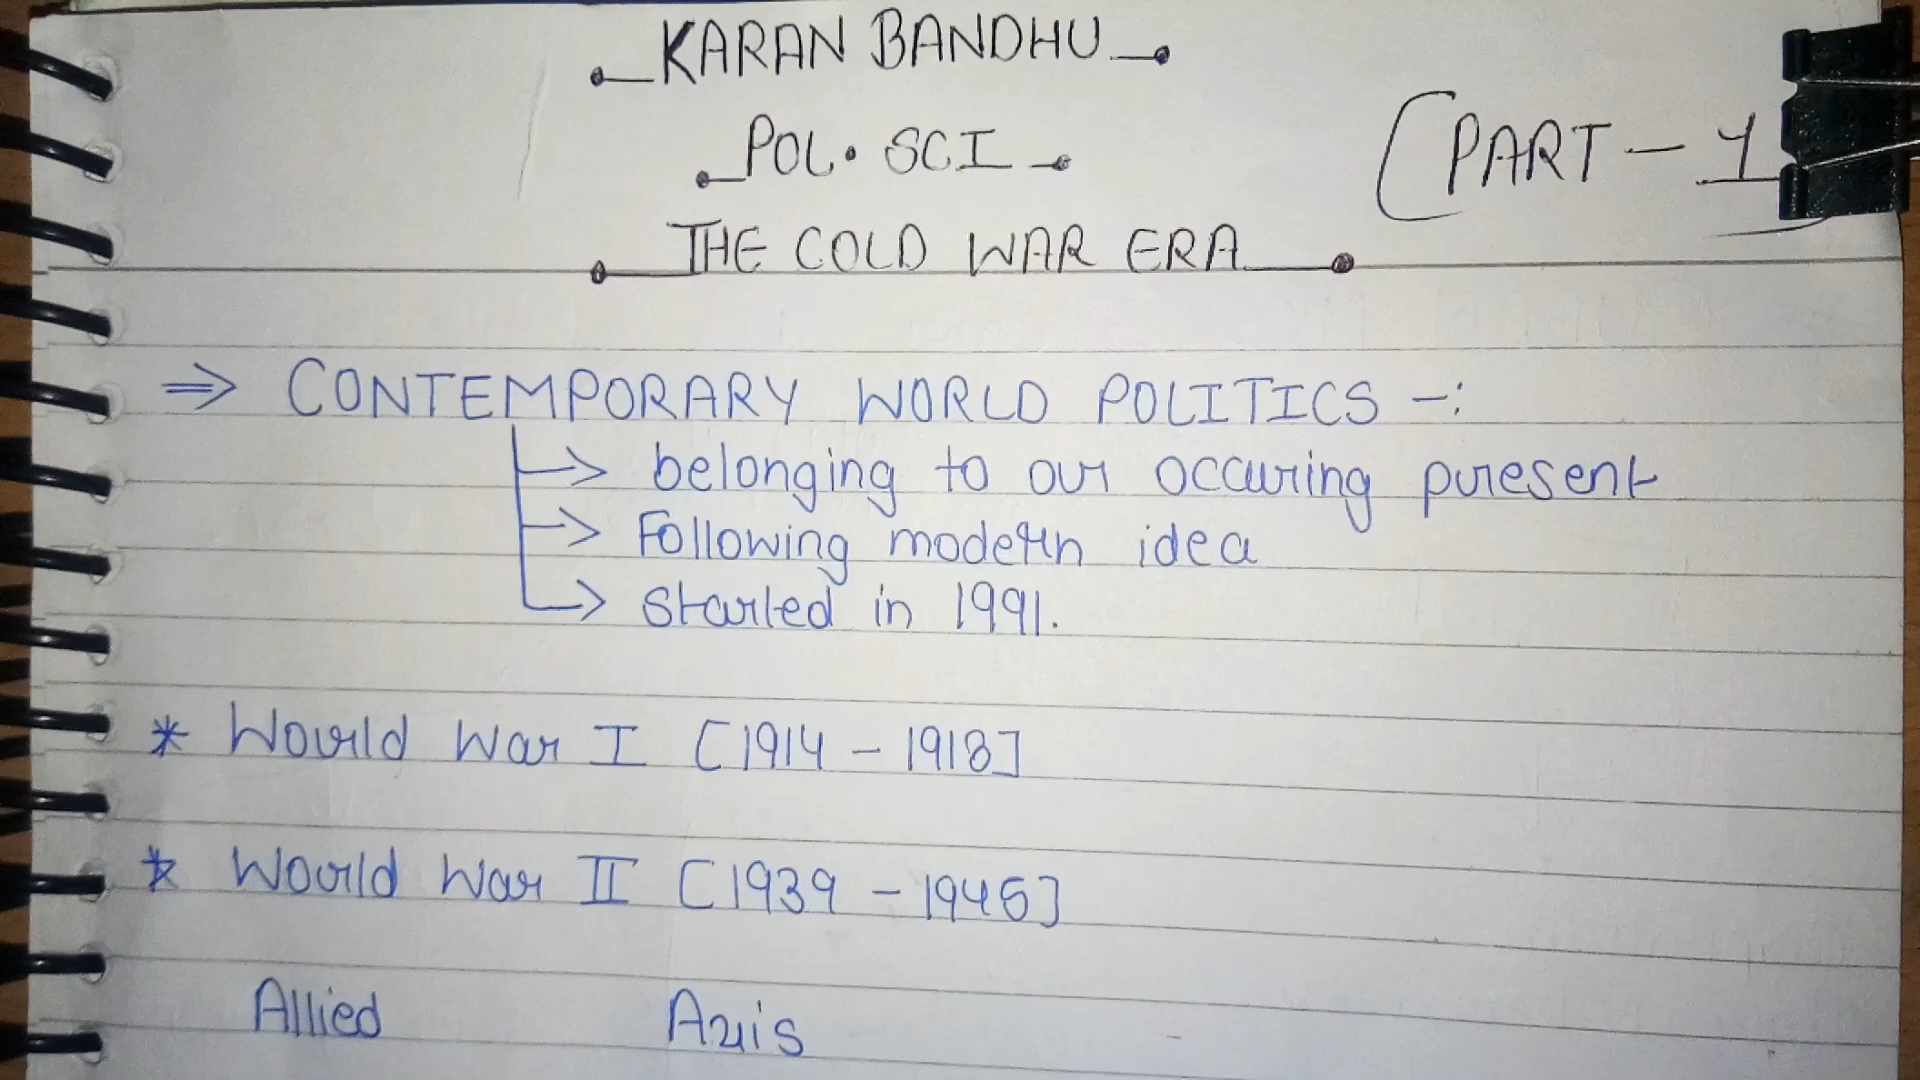 KARAN BANDHU
POL. SCI
(PART-1
THE COLD WAR ERA
⇒ CONTEMPORARY WORLD POLITICS -:
→ belonging to our occuring present
→ Following modern idea
→ Started in 1991.
* World War I [1914 - 1918]
* World War II [1939 - 1945]
Allied Axis